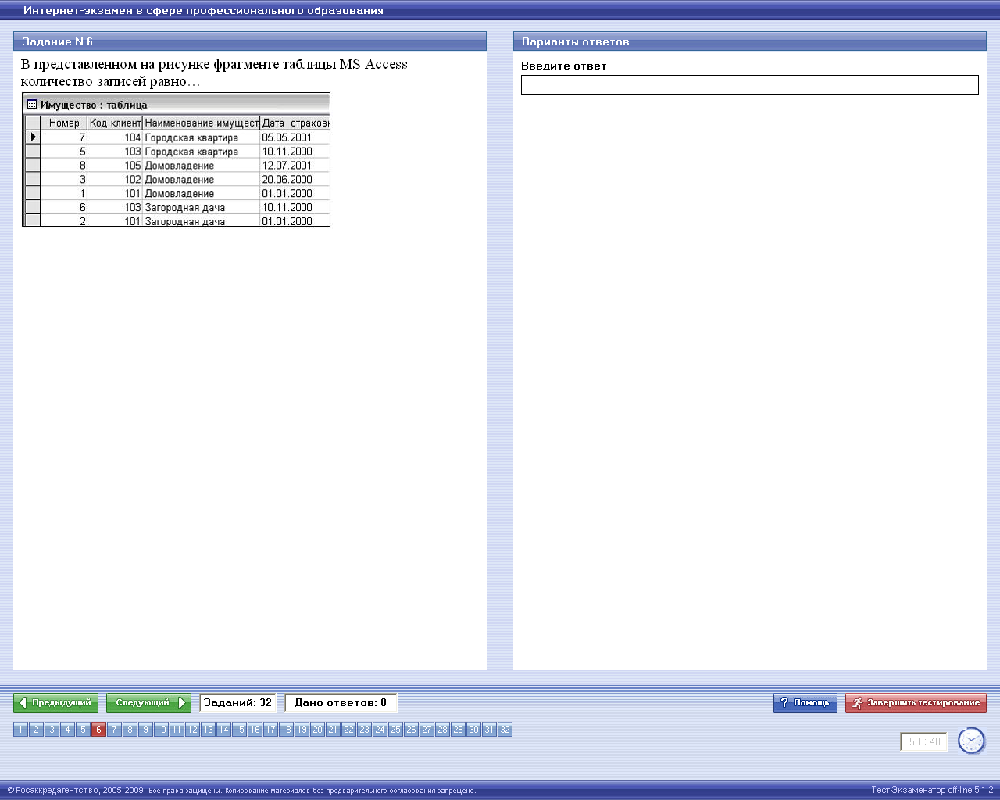 Интернет-экзамен в сфере профессионального образования
Задание N 6
В представленном на рисунке фрагменте таблицы MS Access
количество записей равно…
Имущество : таблица
Номер Код клиент Наименование имущест Дата страховк
7 104 Городская квартира 05.05.2001
5 103 Городская квартира 10.11.2000
8 105 Домовладение 12.07.2001
3 102 Домовладение 20.06.2000
1 101 Домовладение 01.01.2000
6 103 Загородная дача 10.11.2000
2 101 Загородная дача 01.01.2000
Варианты ответов
Введите ответ
Предыдущий Следующий Заданий: 32 Дано ответов: 0 ? Помощь Завершить тестирование
1 2 3 4 5 6 7 8 9 10 11 12 13 14 15 16 17 18 19 20 21 22 23 24 25 26 27 28 29 30 31 32
58 : 40
© Росаккредагентство, 2005-2009. Все права защищены. Копирование материалов без предварительного согласования запрещено. Тест-Экзаменатор off-line 5.1.2